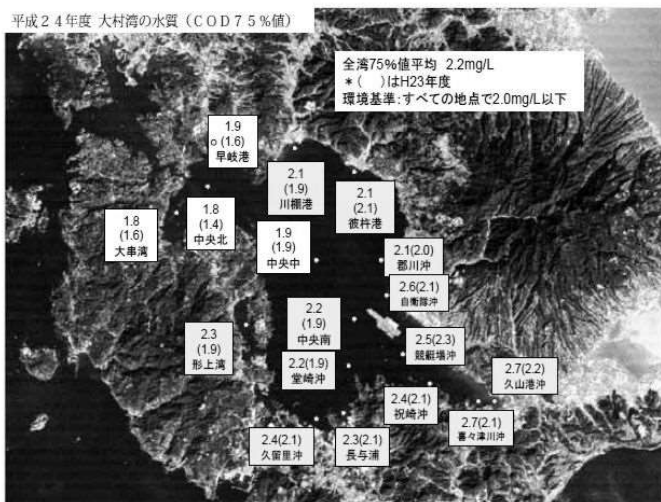 平成24年度 大村湾の水質（COD75%値）
全湾75%値平均 2.2mg/L
＊( )はH23年度
環境基準：すべての地点で2.0mg/L以下
1.9
(1.6)
早岐港
2.1
(1.9)
川棚港
2.1
(2.1)
彼杵港
1.8
(1.6)
大串湾
1.8
(1.4)
中央北
1.9
(1.9)
中央中
2.1(2.0)
郡川沖
2.6(2.1)
自衛隊沖
2.2
(1.9)
中央南
2.3
(1.9)
形上湾
2.5(2.3)
競艇場沖
2.2(1.9)
堂崎沖
2.7(2.2)
久山港沖
2.4(2.1)
祝崎沖
2.7(2.1)
喜々津川沖
2.4(2.1)
久留里沖
2.3(2.1)
長与浦